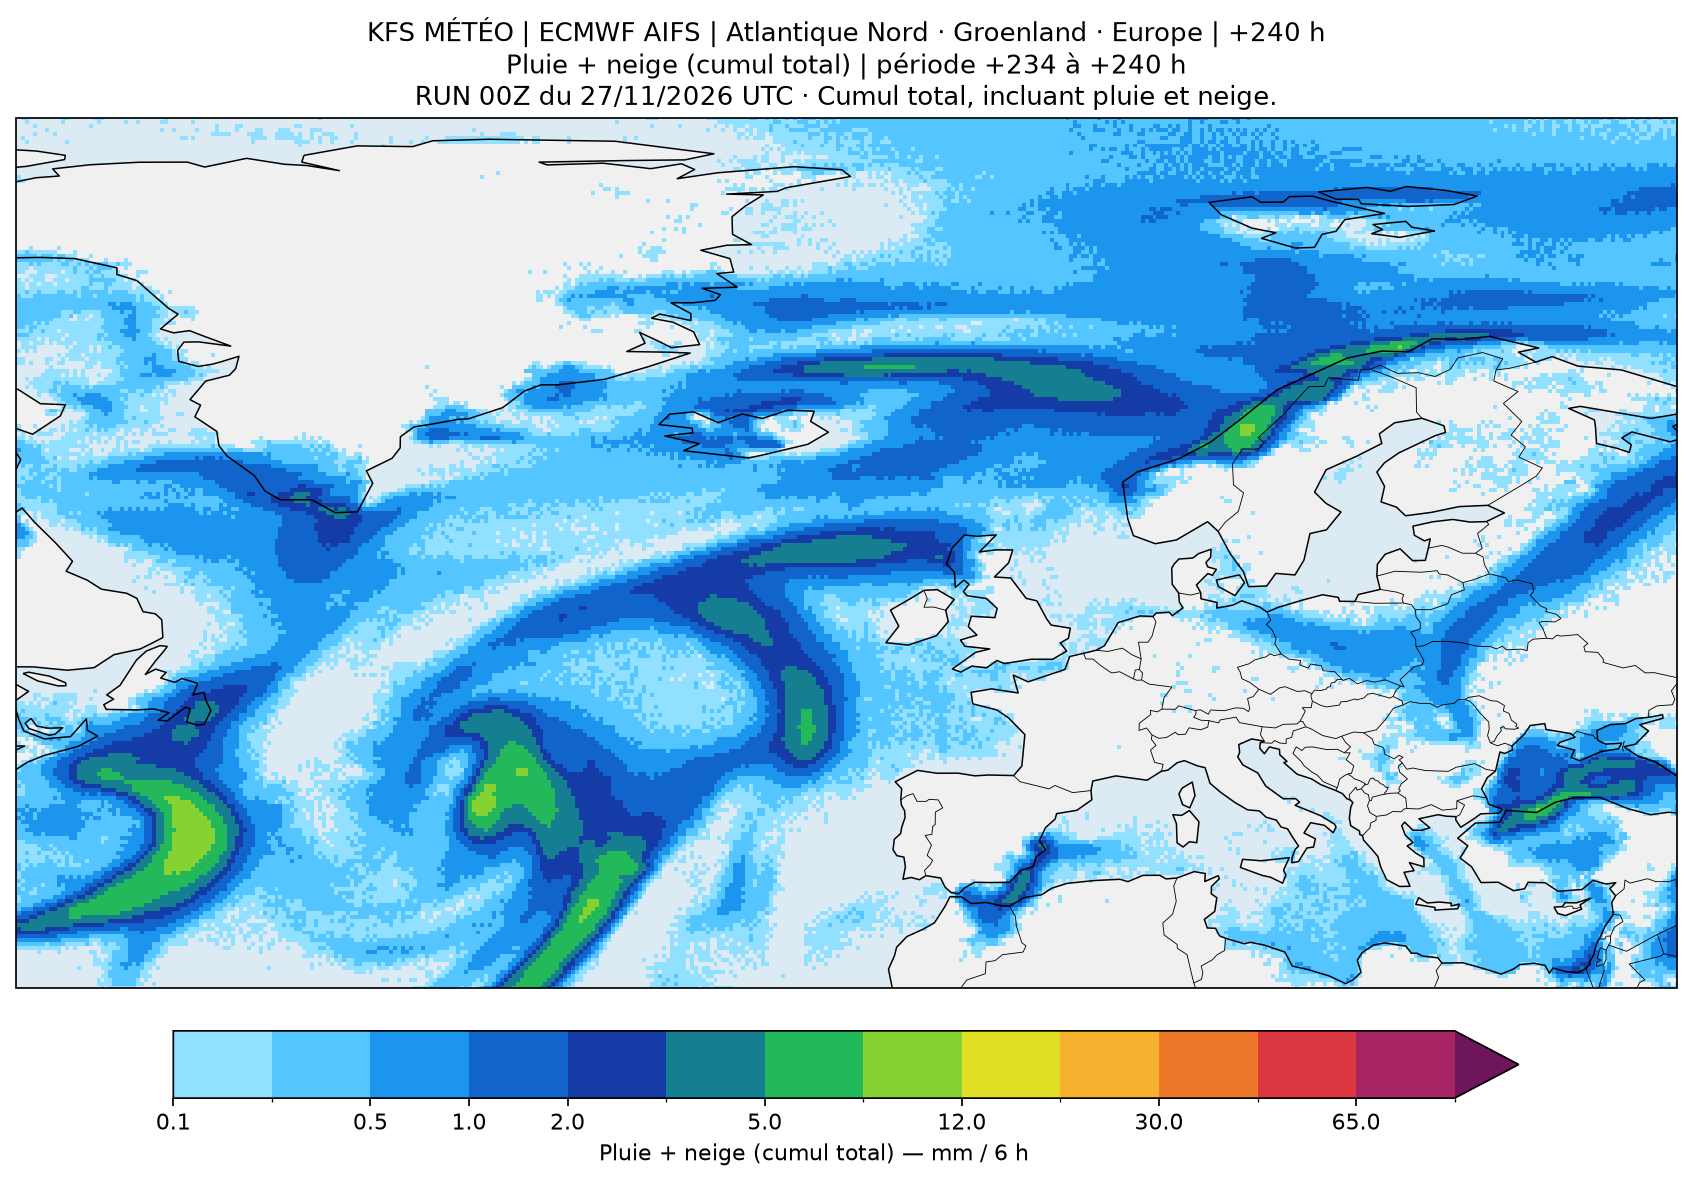 KFS MÉTÉO | ECMWF AIFS | Atlantique Nord · Groenland · Europe | +240 h
Pluie + neige (cumul total) | période +234 à +240 h
RUN 00Z du 27/11/2026 UTC · Cumul total, incluant pluie et neige.
0.1 0.5 1.0 2.0 5.0 12.0 30.0 65.0
Pluie + neige (cumul total) — mm / 6 h